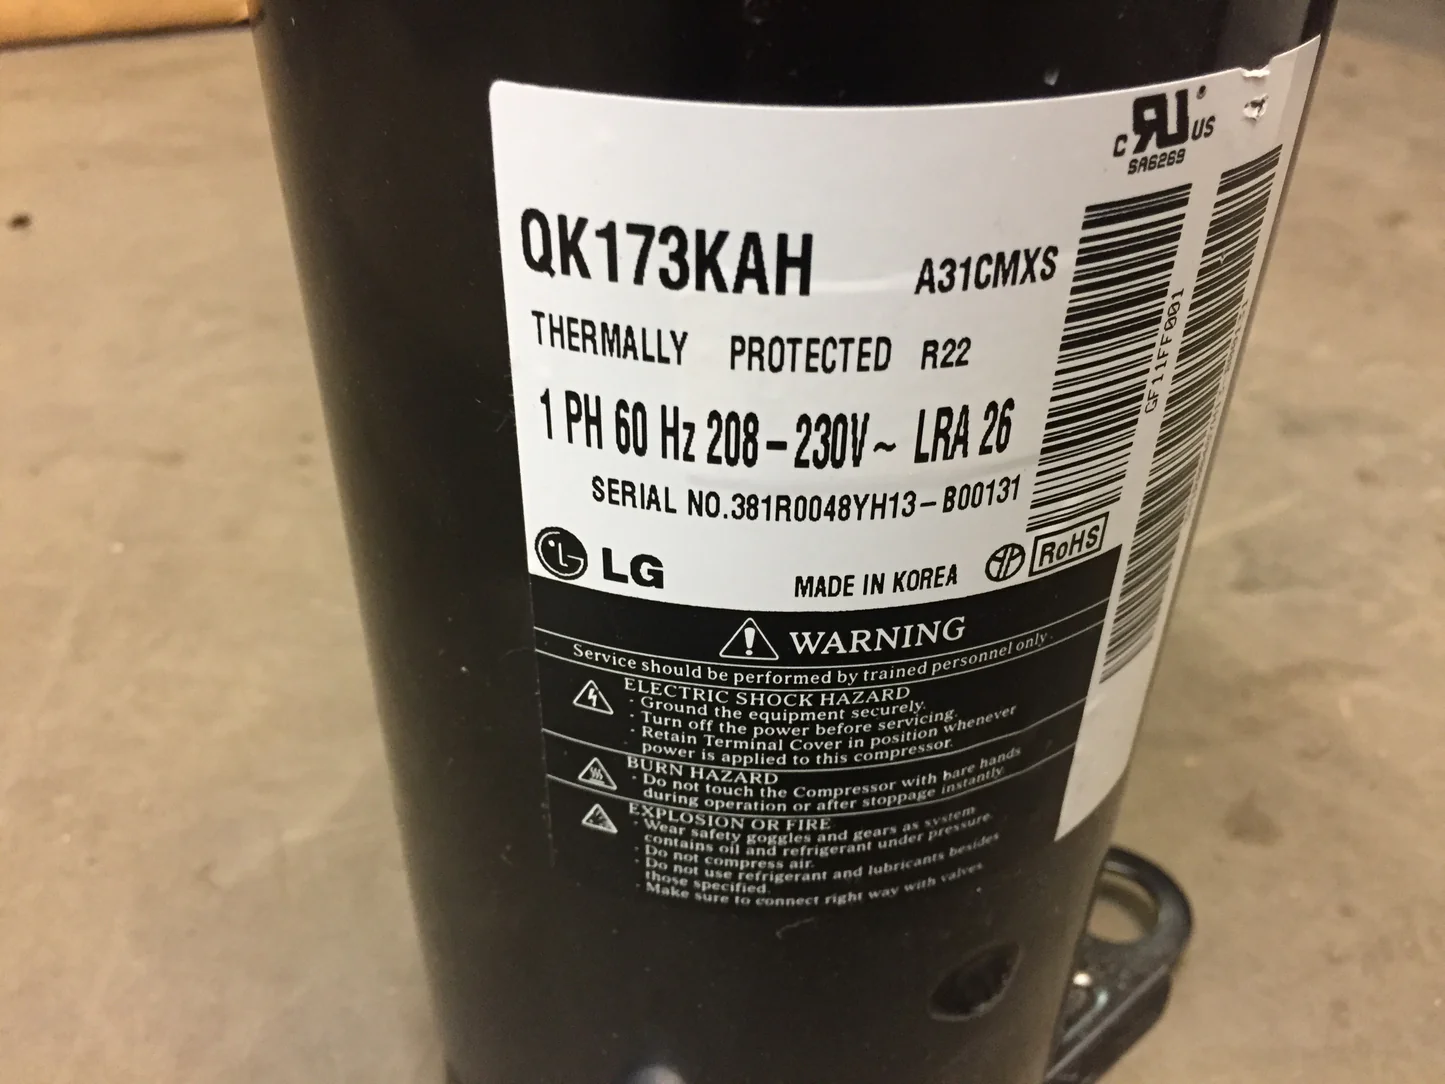 c RU US
SA6269
QK173KAH A31CMXS
THERMALLY PROTECTED R22
1 PH 60 Hz 208-230V~ LRA 26
SERIAL NO.381R0048YH13-B00131
LG MADE IN KOREA RoHS
GF11FF001
WARNING
Service should be performed by trained personnel only.
ELECTRIC SHOCK HAZARD
- Ground the equipment securely.
- Turn off the power before servicing.
- Retain Terminal Cover in position whenever
power is applied to this compressor.
BURN HAZARD
- Do not touch the Compressor with bare hands
during operation or after stoppage instantly.
EXPLOSION OR FIRE
- Wear safety goggles and gears as system
contains oil and refrigerant under pressure.
- Do not compress air.
- Do not use refrigerant and lubricants besides
those specified.
- Make sure to connect right way with valves.